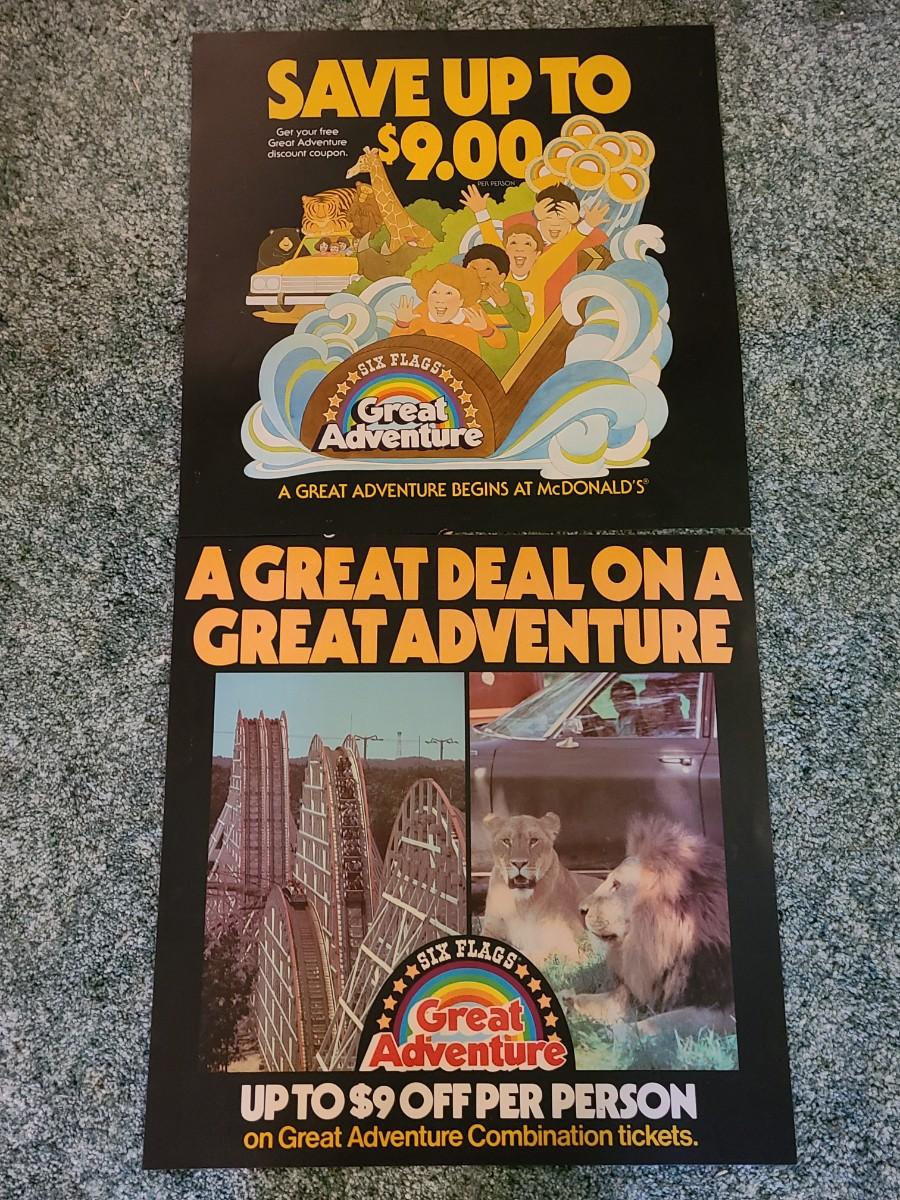 SAVE UP TO
$9.00
PER PERSON
Get your free
Great Adventure
discount coupon.
SIX FLAGS®
Great
Adventure
A GREAT ADVENTURE BEGINS AT McDONALD'S®
A GREAT DEAL ON A
GREAT ADVENTURE
SIX FLAGS®
Great
Adventure
UP TO $9 OFF PER PERSON
on Great Adventure Combination tickets.